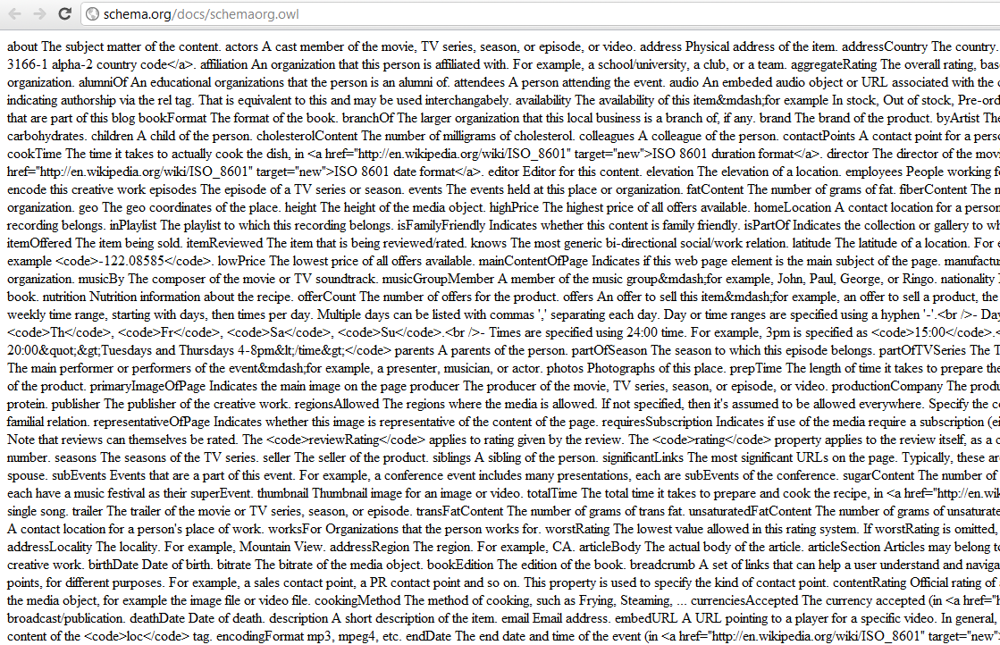 schema.org/docs/schemaorg.owl
about The subject matter of the content. actors A cast member of the movie, TV series, season, or episode, or video. address Physical address of the item. addressCountry The country.
3166-1 alpha-2 country code</a>. affiliation An organization that this person is affiliated with. For example, a school/university, a club, or a team. aggregateRating The overall rating, bas
organization. alumniOf An educational organizations that the person is an alumni of. attendees A person attending the event. audio An embeded audio object or URL associated with the c
indicating authorship via the rel tag. That is equivalent to this and may be used interchangabely. availability The availability of this item&mdash;for example In stock, Out of stock, Pre-ord
that are part of this blog bookFormat The format of the book. branchOf The larger organization that this local business is a branch of, if any. brand The brand of the product. byArtist The
carbohydrates. children A child of the person. cholesterolContent The number of milligrams of cholesterol. colleagues A colleague of the person. contactPoints A contact point for a perso
cookTime The time it takes to actually cook the dish, in <a href="http://en.wikipedia.org/wiki/ISO_8601" target="new">ISO 8601 duration format</a>. director The director of the movi
href="http://en.wikipedia.org/wiki/ISO_8601" target="new">ISO 8601 date format</a>. editor Editor for this content. elevation The elevation of a location. employees People working fo
encode this creative work episodes The episode of a TV series or season. events The events held at this place or organization. fatContent The number of grams of fat. fiberContent The n
organization. geo The geo coordinates of the place. height The height of the media object. highPrice The highest price of all offers available. homeLocation A contact location for a person
recording belongs. inPlaylist The playlist to which this recording belongs. isFamilyFriendly Indicates whether this content is family friendly. isPartOf Indicates the collection or gallery to wh
itemOffered The item being sold. itemReviewed The item that is being reviewed/rated. knows The most generic bi-directional social/work relation. latitude The latitude of a location. For e
example <code>-122.08585</code>. lowPrice The lowest price of all offers available. mainContentOfPage Indicates if this web page element is the main subject of the page. manufactur
organization. musicBy The composer of the movie or TV soundtrack. musicGroupMember A member of the music group&mdash;for example, John, Paul, George, or Ringo. nationality
book. nutrition Nutrition information about the recipe. offerCount The number of offers for the product. offers An offer to sell this item&mdash;for example, an offer to sell a product, the
weekly time range, starting with days, then times per day. Multiple days can be listed with commas ',' separating each day. Day or time ranges are specified using a hyphen '-'.<br />- Day
<code>Th</code>, <code>Fr</code>, <code>Sa</code>, <code>Su</code>.<br />- Times are specified using 24:00 time. For example, 3pm is specified as <code>15:00</code>.<
20:00&quot;&gt;Tuesdays and Thursdays 4-8pm&lt;/time&gt;</code> parents A parents of the person. partOfSeason The season to which this episode belongs. partOfTVSeries The T
The main performer or performers of the event&mdash;for example, a presenter, musician, or actor. photos Photographs of this place. prepTime The length of time it takes to prepare the
of the product. primaryImageOfPage Indicates the main image on the page producer The producer of the movie, TV series, season, or episode, or video. productionCompany The produ
protein. publisher The publisher of the creative work. regionsAllowed The regions where the media is allowed. If not specified, then it's assumed to be allowed everywhere. Specify the co
familial relation. representativeOfPage Indicates whether this image is representative of the content of the page. requiresSubscription Indicates if use of the media require a subscription (ei
Note that reviews can themselves be rated. The <code>reviewRating</code> applies to rating given by the review. The <code>rating</code> property applies to the review itself, as a c
number. seasons The seasons of the TV series. seller The seller of the product. siblings A sibling of the person. significantLinks The most significant URLs on the page. Typically, these are
spouse. subEvents Events that are a part of this event. For example, a conference event includes many presentations, each are subEvents of the conference. sugarContent The number of
each have a music festival as their superEvent. thumbnail Thumbnail image for an image or video. totalTime The total time it takes to prepare and cook the recipe, in <a href="http://en.wik
single song. trailer The trailer of the movie or TV series, season, or episode. transFatContent The number of grams of trans fat. unsaturatedFatContent The number of grams of unsaturate
A contact location for a person's place of work. worksFor Organizations that the person works for. worstRating The lowest value allowed in this rating system. If worstRating is omitted,
addressLocality The locality. For example, Mountain View. addressRegion The region. For example, CA. articleBody The actual body of the article. articleSection Articles may belong to
creative work. birthDate Date of birth. bitrate The bitrate of the media object. bookEdition The edition of the book. breadcrumb A set of links that can help a user understand and naviga
points, for different purposes. For example, a sales contact point, a PR contact point and so on. This property is used to specify the kind of contact point. contentRating Official rating of
the media object, for example the image file or video file. cookingMethod The method of cooking, such as Frying, Steaming, ... currenciesAccepted The currency accepted (in <a href="h
broadcast/publication. deathDate Date of death. description A short description of the item. email Email address. embedURL A URL pointing to a player for a specific video. In general,
content of the <code>loc</code> tag. encodingFormat mp3, mpeg4, etc. endDate The end date and time of the event (in <a href="http://en.wikipedia.org/wiki/ISO_8601" target="new"